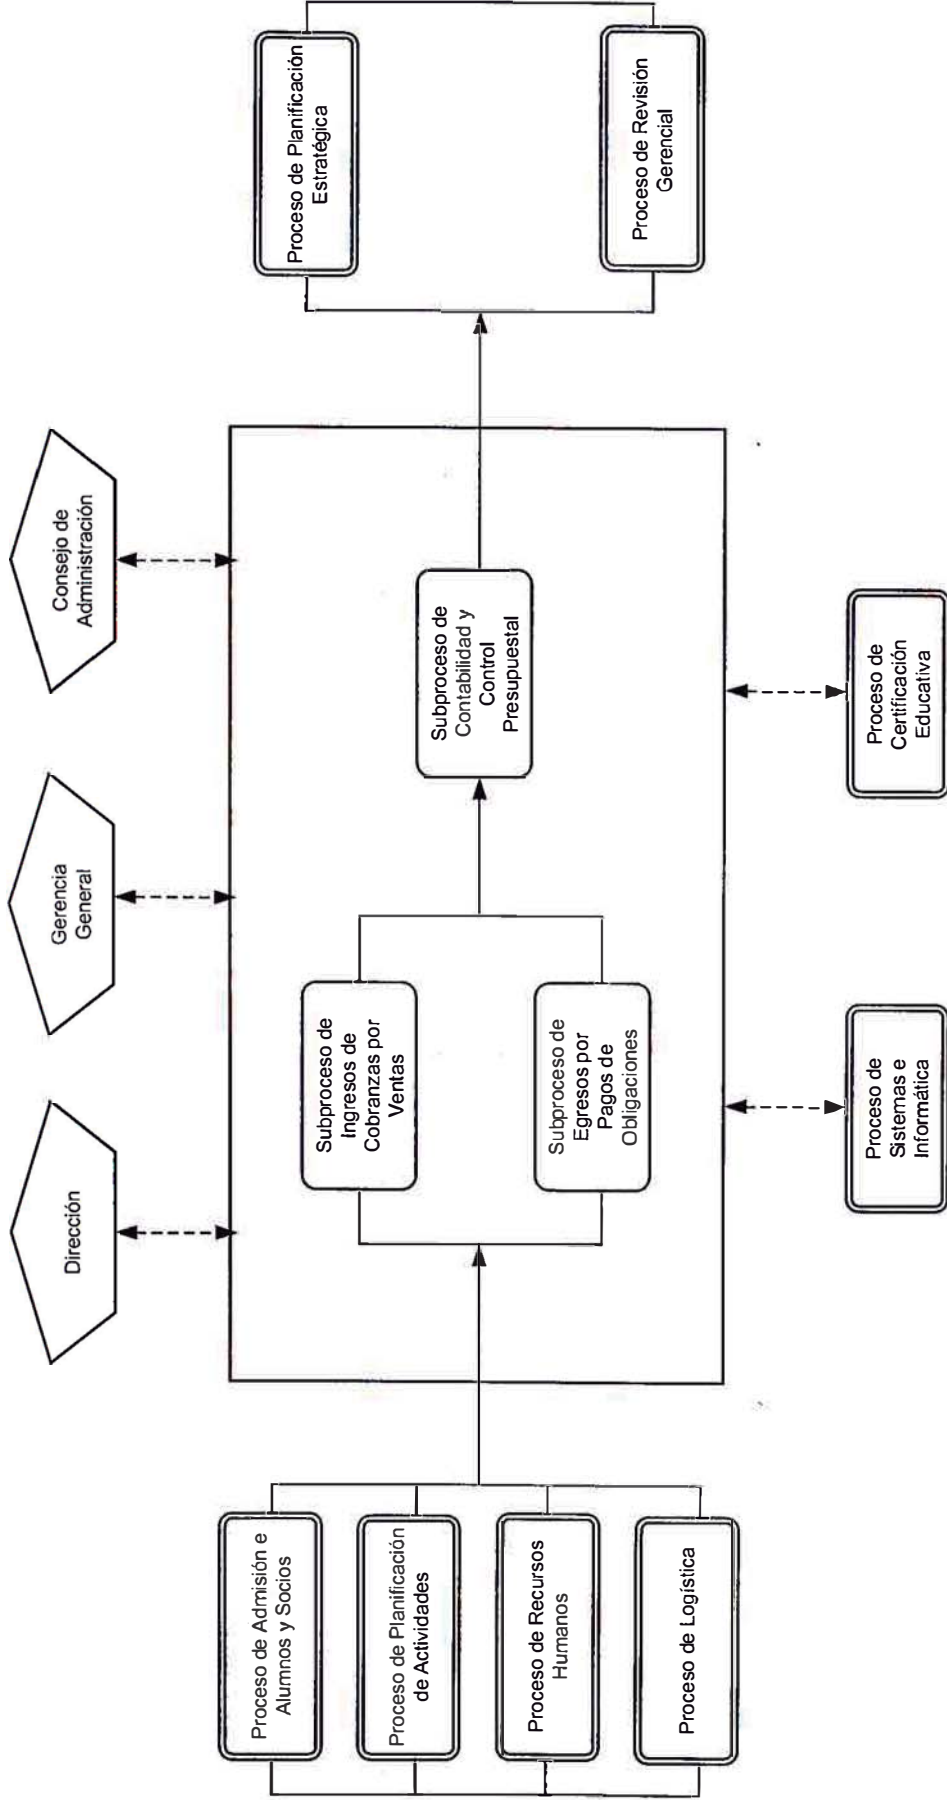 Dirección
Gerencia
General
Consejo de
Administración
Proceso de Admisión e
Alumnos y Socios
Proceso de Planificación
de Actividades
Proceso de Recursos
Humanos
Proceso de Logística
Subproceso de
Ingresos de
Cobranzas por
Ventas
Subproceso de
Egresos por
Pagos de
Obligaciones
Subproceso de
Contabilidad y
Control
Presupuestal
Proceso de Planificación
Estratégica
Proceso de Revisión
Gerencial
Proceso de
Sistemas e
Informática
Proceso de
Certificación
Educativa